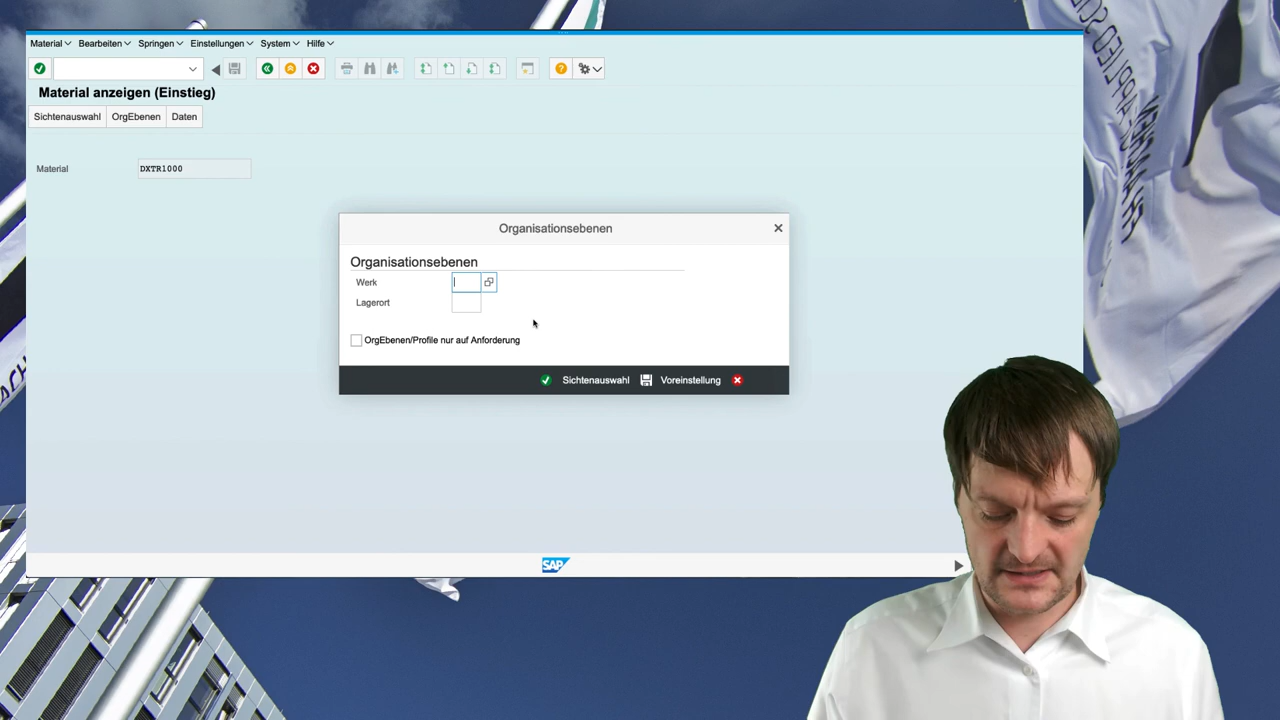 Material Bearbeiten Springen Einstellungen System Hilfe
Material anzeigen (Einstieg)
Sichtenauswahl OrgEbenen Daten
Material DXTR1000
Organisationsebenen
Organisationsebenen
Werk
Lagerort
OrgEbenen/Profile nur auf Anforderung
Sichtenauswahl Voreinstellung
SAP